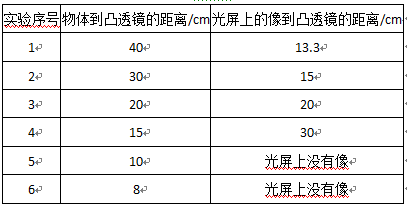 实验序号 物体到凸透镜的距离/cm 光屏上的像到凸透镜的距离/cm
1 40 13.3
2 30 15
3 20 20
4 15 30
5 10 光屏上没有像
6 8 光屏上没有像